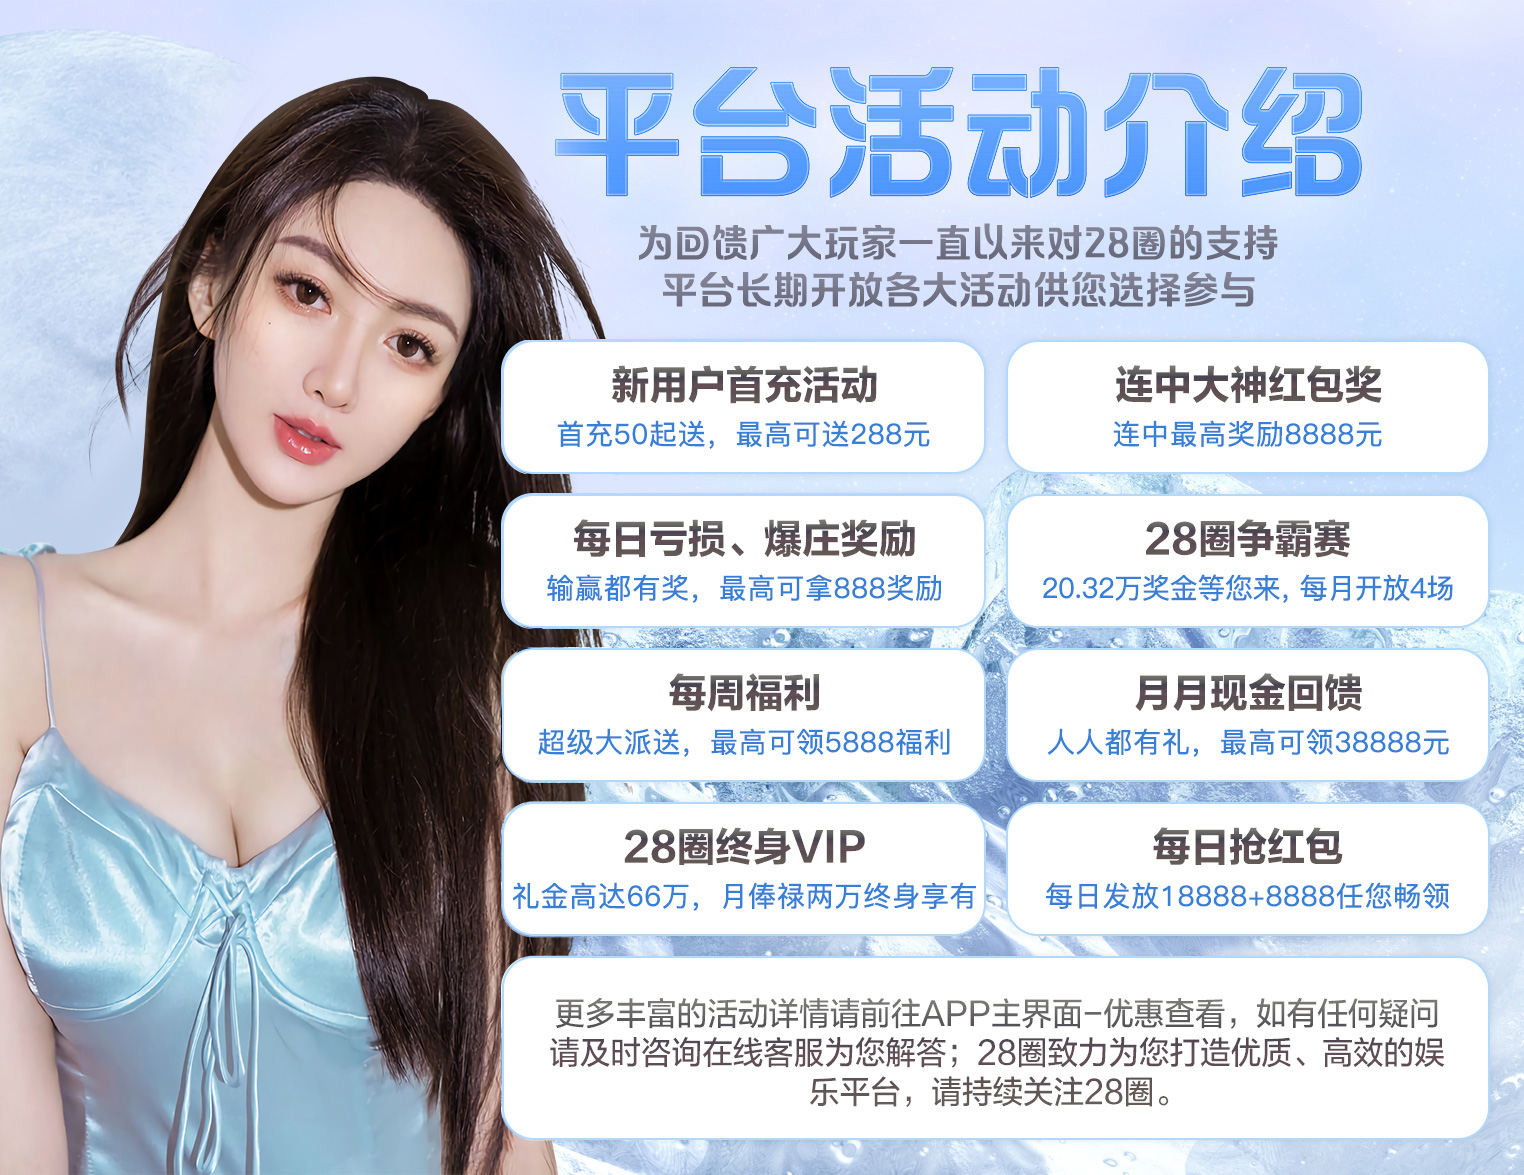 平台活动介绍
为回馈广大玩家一直以来对28圈的支持
平台长期开放各大活动供您选择参与
新用户首充活动
首充50起送，最高可送288元
连中大神红包奖
连中最高奖励8888元
每日亏损、爆庄奖励
输赢都有奖，最高可拿888奖励
28圈争霸赛
20.32万奖金等您来, 每月开放4场
每周福利
超级大派送，最高可领5888福利
月月现金回馈
人人都有礼，最高可领38888元
28圈终身VIP
礼金高达66万，月俸禄两万终身享有
每日抢红包
每日发放18888+8888任您畅领
更多丰富的活动详情请前往APP主界面-优惠查看，如有任何疑问
请及时咨询在线客服为您解答；28圈致力为您打造优质、高效的娱
乐平台，请持续关注28圈。